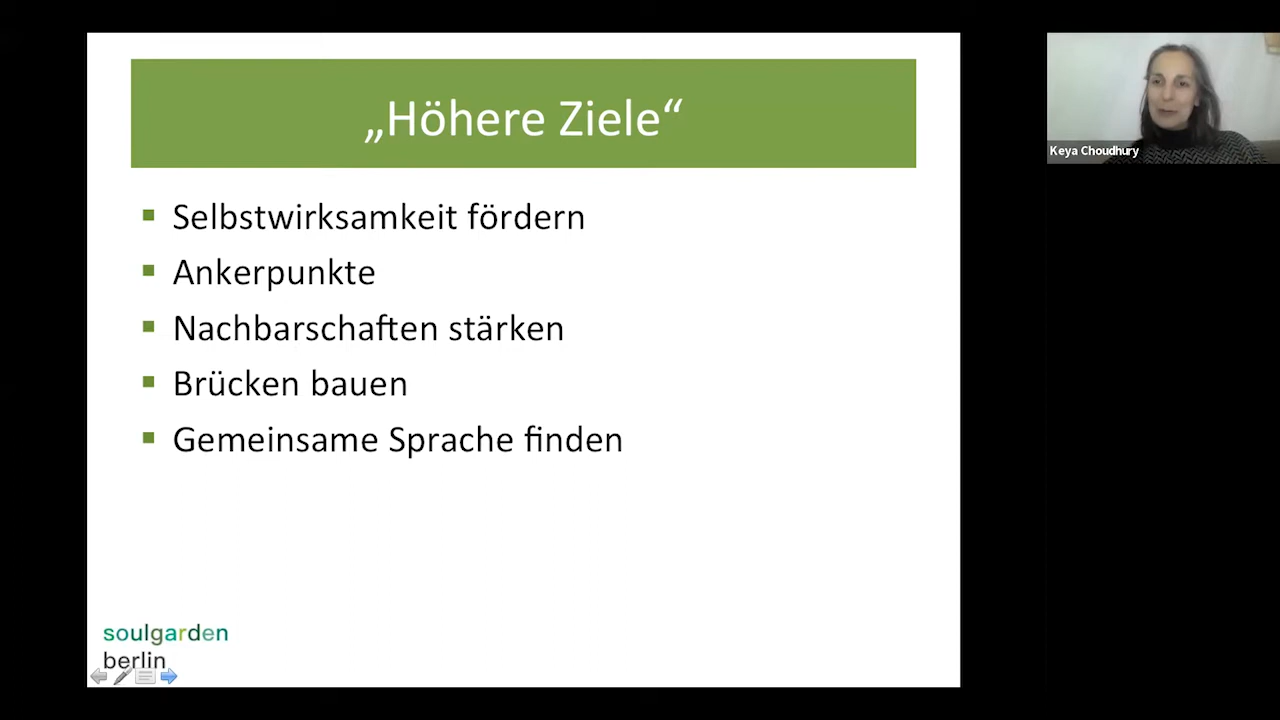 „Höhere Ziele“
Selbstwirksamkeit fördern
Ankerpunkte
Nachbarschaften stärken
Brücken bauen
Gemeinsame Sprache finden
soulgarden
berlin
Keya Choudhury